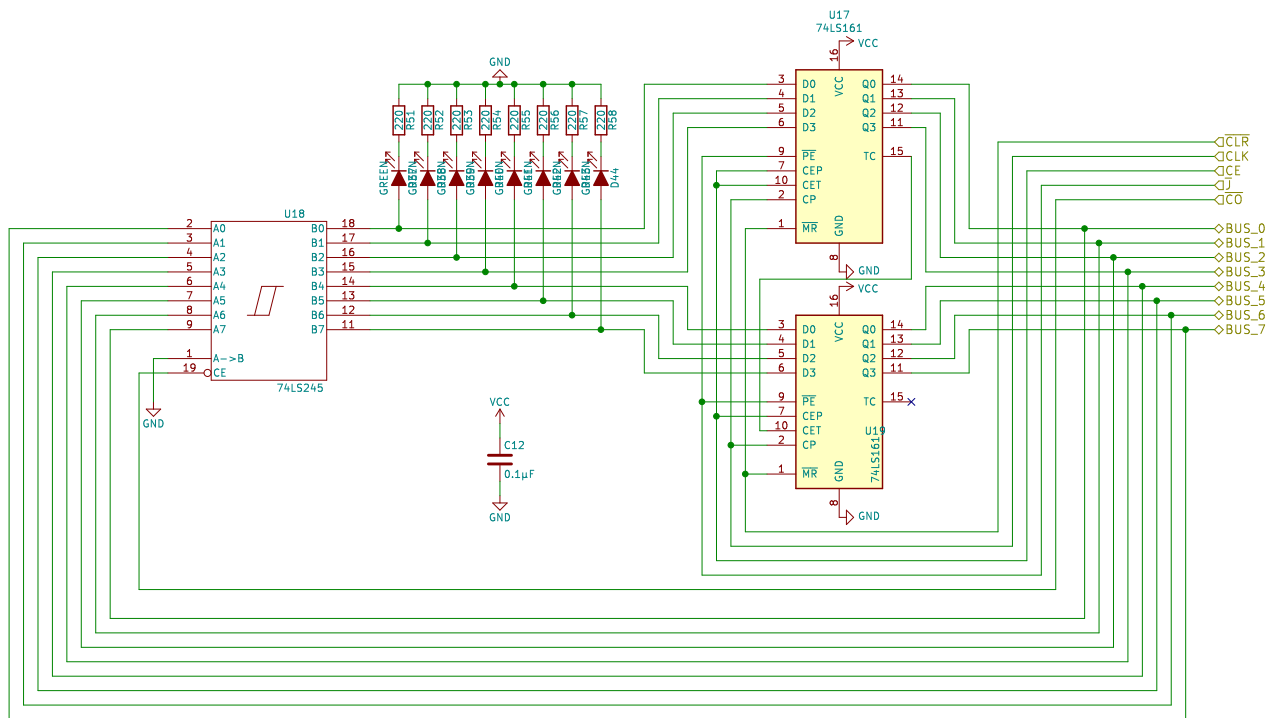 U17
74LS161
VCC
16
VCC
3 D0 Q0 14
4 D1 Q1 13
5 D2 Q2 12
6 D3 Q3 11
9 PE TC 15
7 CEP
10 CET
2 CP
1 MR
GND
8
GND
GND
220 R51
220 R52
220 R53
220 R54
220 R55
220 R56
220 R57
220 R58
GREEN
D44
CLR
CLK
CE
J
CO
BUS_0
BUS_1
BUS_2
BUS_3
BUS_4
BUS_5
BUS_6
BUS_7
U18
2 A0 B0 18
3 A1 B1 17
4 A2 B2 16
5 A3 B3 15
6 A4 B4 14
7 A5 B5 13
8 A6 B6 12
9 A7 B7 11
1 A->B
19 CE
74LS245
GND
VCC
16
VCC
3 D0 Q0 14
4 D1 Q1 13
5 D2 Q2 12
6 D3 Q3 11
9 PE TC 15
7 CEP
10 CET
2 CP
1 MR
U19
74LS161
GND
8
GND
VCC
C12
0.1µF
GND